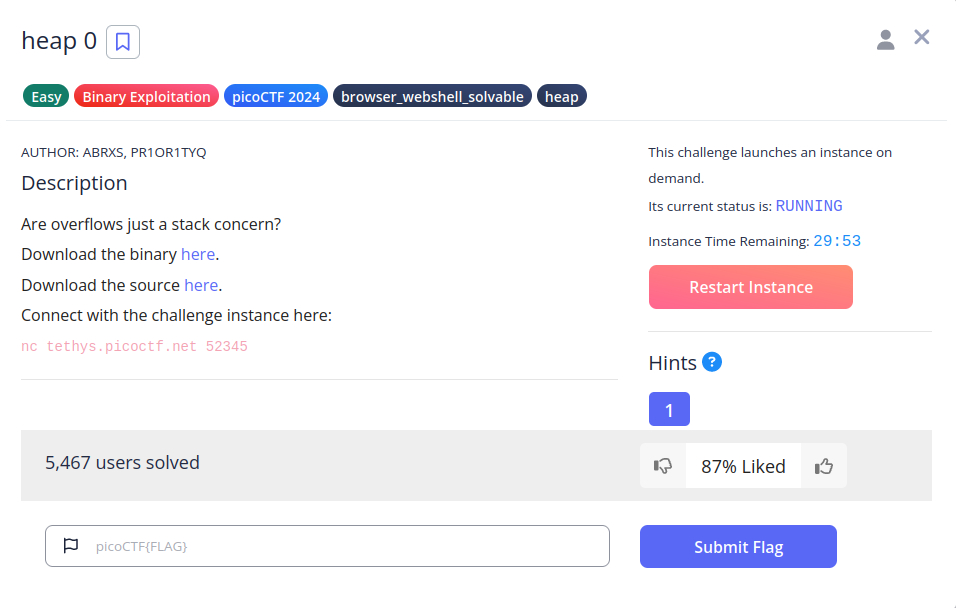 heap 0
Easy Binary Exploitation picoCTF 2024 browser_webshell_solvable heap
AUTHOR: ABRXS, PR1OR1TYQ
Description
Are overflows just a stack concern?
Download the binary here.
Download the source here.
Connect with the challenge instance here:
nc tethys.picoctf.net 52345
This challenge launches an instance on
demand.
Its current status is: RUNNING
Instance Time Remaining: 29:53
Restart Instance
Hints ?
1
5,467 users solved
87% Liked
picoCTF{FLAG}
Submit Flag